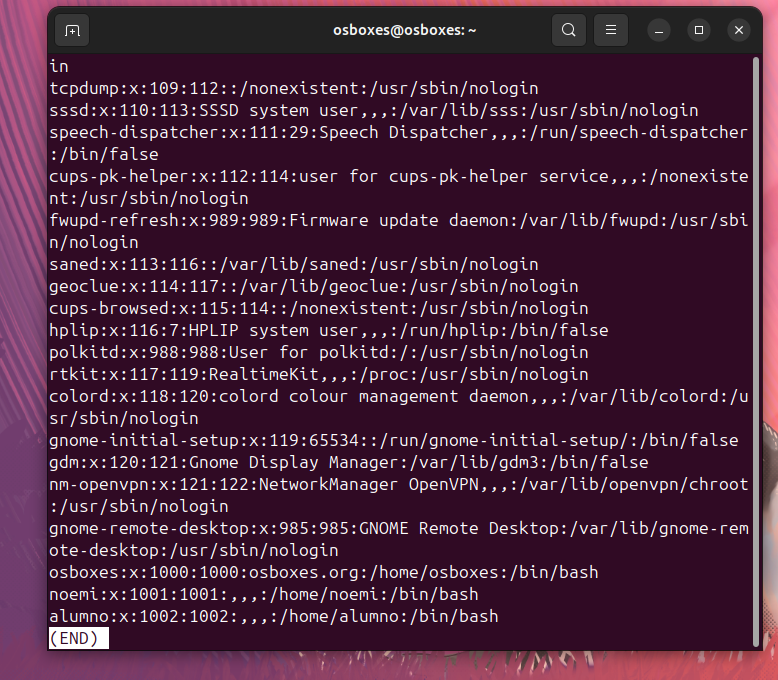 osboxes@osboxes: ~
in
tcpdump:x:109:112::/nonexistent:/usr/sbin/nologin
sssd:x:110:113:SSSD system user,,,:/var/lib/sss:/usr/sbin/nologin
speech-dispatcher:x:111:29:Speech Dispatcher,,,:/run/speech-dispatcher
:/bin/false
cups-pk-helper:x:112:114:user for cups-pk-helper service,,,:/nonexiste
nt:/usr/sbin/nologin
fwupd-refresh:x:989:989:Firmware update daemon:/var/lib/fwupd:/usr/sbi
n/nologin
saned:x:113:116::/var/lib/saned:/usr/sbin/nologin
geoclue:x:114:117::/var/lib/geoclue:/usr/sbin/nologin
cups-browsed:x:115:114::/nonexistent:/usr/sbin/nologin
hplip:x:116:7:HPLIP system user,,,:/run/hplip:/bin/false
polkitd:x:988:988:User for polkitd:/:/usr/sbin/nologin
rtkit:x:117:119:RealtimeKit,,,:/proc:/usr/sbin/nologin
colord:x:118:120:colord colour management daemon,,,:/var/lib/colord:/u
sr/sbin/nologin
gnome-initial-setup:x:119:65534::/run/gnome-initial-setup/:/bin/false
gdm:x:120:121:Gnome Display Manager:/var/lib/gdm3:/bin/false
nm-openvpn:x:121:122:NetworkManager OpenVPN,,,:/var/lib/openvpn/chroot
:/usr/sbin/nologin
gnome-remote-desktop:x:985:985:GNOME Remote Desktop:/var/lib/gnome-rem
ote-desktop:/usr/sbin/nologin
osboxes:x:1000:1000:osboxes.org:/home/osboxes:/bin/bash
noemi:x:1001:1001:,,,:/home/noemi:/bin/bash
alumno:x:1002:1002:,,,:/home/alumno:/bin/bash
(END)